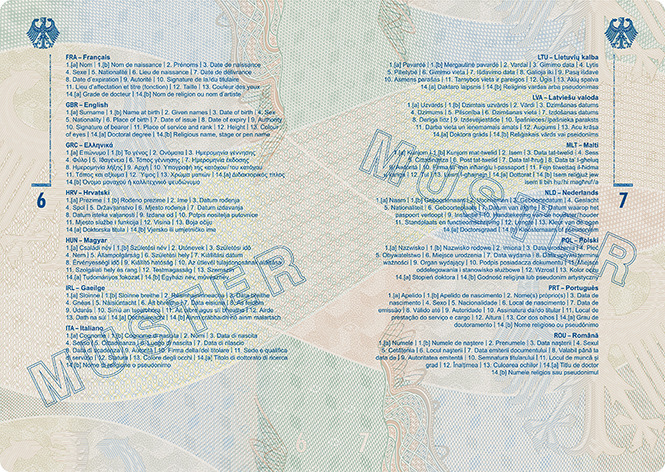 FRA – Français
1.[a] Nom | 1.[b] Nom de naissance | 2. Prénoms | 3. Date de naissance
4. Sexe | 5. Nationalité | 6. Lieu de naissance | 7. Date de délivrance
8. Date d'expiration | 9. Autorité | 10. Signature de la/du titulaire
11. Lieu d'affectation et titre (fonction) | 12. Taille | 13. Couleur des yeux
14.[a] Grade de docteur | 14.[b] Nom de religion ou nom d'artiste
GBR – English
1.[a] Surname | 1.[b] Name at birth | 2. Given names | 3. Date of birth | 4. Sex
5. Nationality | 6. Place of birth | 7. Date of issue | 8. Date of expiry | 9. Authority
10. Signature of bearer | 11. Place of service and rank | 12. Height | 13. Colour
of eyes | 14.[a] Doctoral degree | 14.[b] Religious name, stage or pen name
GRC – Ελληνικά
1.[a] Επώνυμο | 1.[b] Το γένος | 2. Ονόματα | 3. Ημερομηνία γέννησης
4. Φύλο | 5. Ιθαγένεια | 6. Τόπος γέννησης | 7. Ημερομηνία έκδοσης
8. Ημερομηνία λήξης | 9. Αρχή | 10. Υπογραφή της κατόχου/του κατόχου
11. Τόπος και αξίωμα | 12. Ύψος | 13. Χρώμα ματιών | 14.[a] Διδακτορικός τίτλος
14.[b] Όνομα μοναχού ή καλλιτεχνικό ψευδώνυμο
HRV – Hrvatski
1.[a] Prezime | 1.[b] Rođeno prezime | 2. Ime | 3. Datum rođenja
4. Spol | 5. Državljanstvo | 6. Mjesto rođenja | 7. Datum izdavanja
8. Datum isteka valjanosti | 9. Izdana od | 10. Potpis nositelja putovnice
11. Mjesto službe i funkcija | 12. Visina | 13. Boja očiju
14.[a] Doktorska titula | 14.[b] Vjersko ili umjetničko ime
HUN – Magyar
1.[a] Családi név | 1.[b] Születési név | 2. Utónevek | 3. Születési idő
4. Nem | 5. Állampolgárság | 6. Születési hely | 7. Kiállítás dátum
8. Érvényességi idő | 9. Kiállító hatóság | 10. Az útlevél tulajdonosának aláírása
11. Szolgálati hely és rang | 12. Testmagasság | 13. Szemszín
14.[a] Tudományos fokozat | 14.[b] Egyházi név, művésznév
IRL – Gaeilge
1.[a] Sloinne | 1.[b] Sloinne breithe | 2. Réamhainmneacha | 3. Dáta breithe
4. Gnéas | 5. Náisiúntacht | 6. Áit bhreithe | 7. Dáta eisiúna | 8. As feidhm
9. Údarás | 10. Síniú an tsealbhóra | 11. Áit oibre agus stí bheatha | 12. Airde
13. Dath na súl | 14.[a] Dochtúireacht | 14.[b] Ainm crábhaidh nó ainm malartach
ITA – Italiano
1.[a] Cognome | 1.[b] Cognome di nascita | 2. Nomi | 3. Data di nascita
4. Sesso | 5. Cittadinanza | 6. Luogo di nascita | 7. Data di rilascio
8. Data di scadenza | 9. Autorità | 10. Firma della/del titolare | 11. Sede e qualifica
servizio | 12. Statura | 13. Colore degli occhi | 14.[a] Titolo di dottorato di ricerca
14.[b] Nome di religione o pseudonimo
6
LTU – Lietuvių kalba
1.[a] Pavardė | 1.[b] Mergautinė pavardė | 2. Vardai | 3. Gimimo data | 4. Lytis
5. Pilietybė | 6. Gimimo vieta | 7. Išdavimo data | 8. Galioja iki | 9. Pasą išdavė
10. Asmens parašas | 11. Tarnybos vieta ir pareigos | 12. Ūgis | 13. Akių spalva
14.[a] Daktaro laipsnis | 14.[b] Religinis vardas arba pseudonimas
LVA – Latviešu valoda
1.[a] Uzvārds | 1.[b] Dzimtais uzvārds | 2. Vārdi | 3. Dzimšanas datums
4. Dzimums | 5. Pilsonība | 6. Dzimšanas vieta | 7. Izdošanas datums
8. Derīga līdz | 9. Izdevējiestāde | 10. Īpašnieces/īpašnieka paraksts
11. Darba vieta un ieņemamais amats | 12. Augums | 13. Acu krāsa
14.[a] Doktora grāds | 14.[b] Reliģiskais vārds vai pseidonīms
MLT – Malti
1.[a] Kunjom | 1.[b] Kunjom mat-twelid | 2. Isem | 3. Data tat-twelid | 4. Sess
5. Ċittadinanza | 6. Post tat-twelid | 7. Data tal-ħruġ | 8. Data ta' l-għeluq
9. Awtorità | 10. Firma ta' min infingħalu l-passaport | 11.
12. Tul | 13. Lewn l-għajnejn | 14.[a] Dottorat | 14.[b] Isem reliġjuż jew
isem li bih hu/hi magħruf/a
NLD – Nederlands
1.[a] Naam | 1.[b] Geboortenaam | 2. Voornamen | 3. Geboortedatum | 4. Geslacht
5. Nationaliteit | 6. Geboorteplaats | 7. Datum van afgifte | 8. Datum waarop het
paspoort verloopt | 9. Instantie | 10. Handtekening van de houdster/houder
11. Standplaats en functieomschrijving | 12. Lengte | 13. Kleur van de ogen
14.[a] Doctorsgraad | 14.[b]
POL – Polski
1.[a] Nazwisko | 1.[b] Nazwisko rodowe | 2. Imiona | 3. Data urodzenia | 4. Płeć
5. Obywatelstwo | 6. Miejsce urodzenia | 7. Data wydania | 8. Data upływu terminu
ważności | 9. Organ wydający | 10. Podpis posiadacza dokumentu | 11. Miejsce
oddelegowania i stanowisko służbowe | 12. Wzrost | 13. Kolor oczu
14.[a] Stopień doktora | 14.[b] Godność religijna lub pseudonim artystyczny
PRT – Português
1.[a] Apelido | 1.[b] Apelido de nascimento | 2. Nome(s) próprio(s) | 3. Data de
nascimento | 4. Sexo | 5. Nacionalidade | 6. Local de nascimento | 7. Data de
emissão | 8. Válido até | 9. Autoridade | 10. Assinatura da/do titular | 11. Local de
prestação do serviço e cargo | 12. Altura | 13. Cor dos olhos | 14.[a] Grau de
doutoramento | 14.[b] Nome religioso ou pseudónimo
ROU – Română
1.[a] Numele | 1.[b] Numele de naștere | 2. Prenumele | 3. Data nașterii | 4. Sexul
5. Cetățenia | 6. Locul nașterii | 7. Data emiterii documentului | 8. Valabil până la
data de | 9. Autoritatea emitentă | 10. Semnătura titularului | 11. Locul de muncă și
grad | 12. Înălțimea | 13. Culoarea ochilor | 14.[a] Titlu de doctor
14.[b] Numele religios sau pseudonimul
7
MUSTER
MUSTER
6 - 7